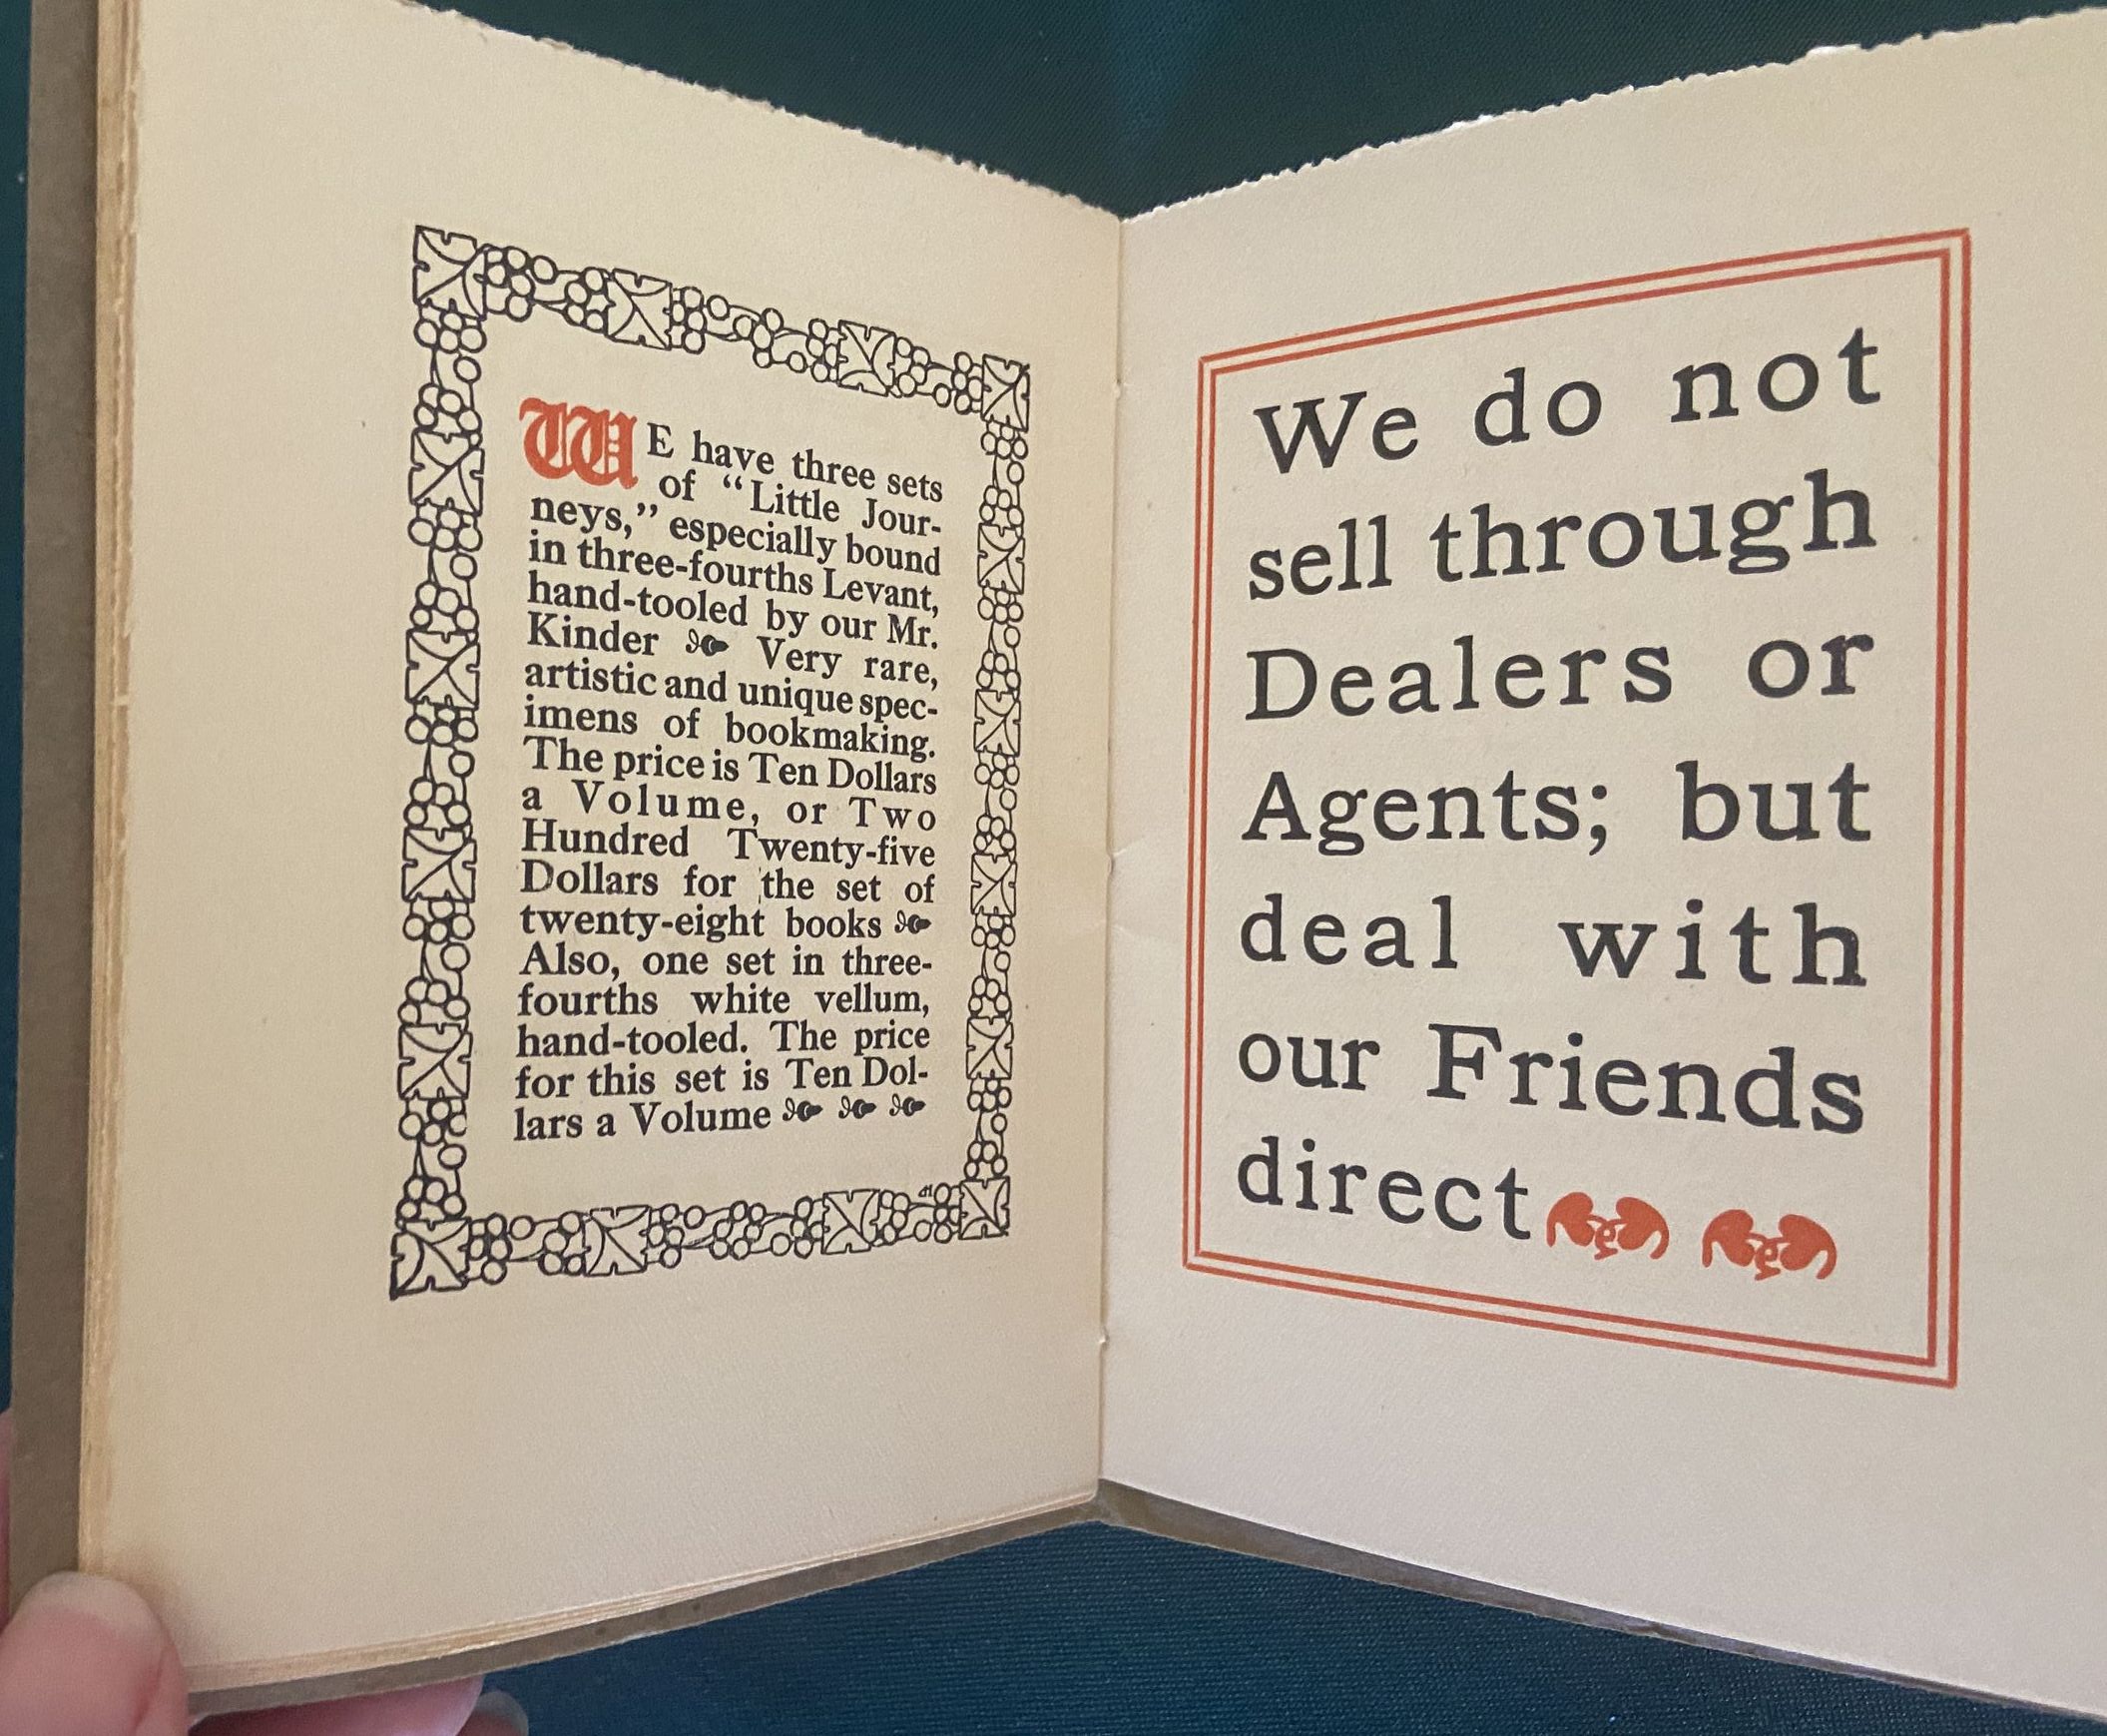 WE have three sets
of "Little Jour-
neys," especially bound
in three-fourths Levant,
hand-tooled by our Mr.
Kinder Very rare,
artistic and unique spec-
imens of bookmaking.
The price is Ten Dollars
a Volume, or Two
Hundred Twenty-five
Dollars for the set of
twenty-eight books
Also, one set in three-
fourths white vellum,
hand-tooled. The price
for this set is Ten Dol-
lars a Volume
We do not
sell through
Dealers or
Agents; but
deal with
our Friends
direct